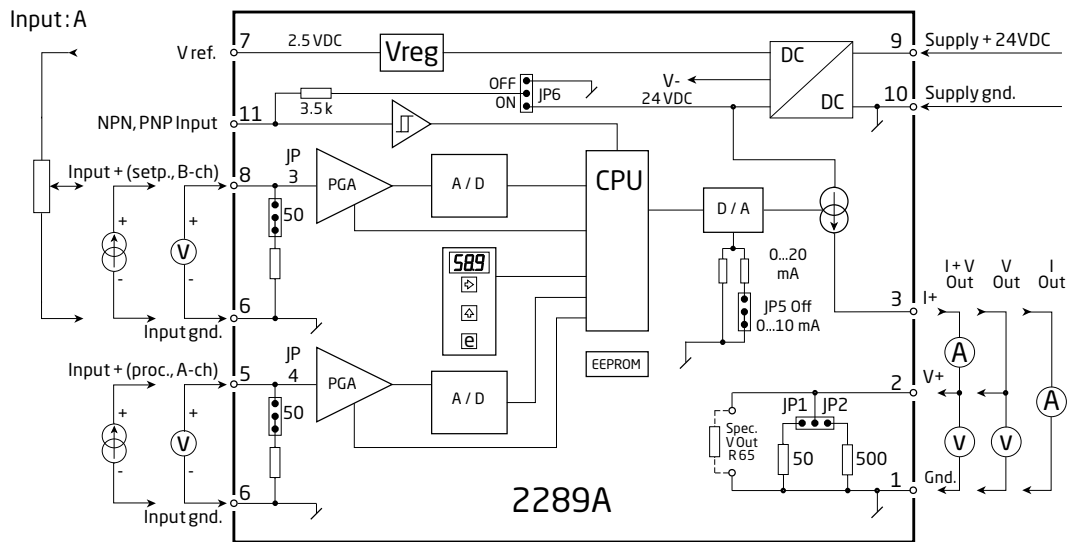 Input: A
V ref.
7
2.5 VDC
Vreg
DC
DC
9
Supply + 24VDC
V-
OFF
ON
JP6
24 VDC
10
Supply gnd.
3.5 k
NPN, PNP Input
11
Input + (setp., B-ch)
8
JP
3
PGA
A / D
CPU
50
D / A
+
-
+
V
-
58.9
e
0...20
mA
JP5 Off
0...10 mA
3
I+
I + V
Out
V
Out
I
Out
6
Input gnd.
Input + (proc., A-ch)
5
JP
4
PGA
A / D
EEPROM
50
+
-
+
V
-
A
2
V+
A
JP1
JP2
Spec.
V Out
R 65
50
500
V
V
1
Gnd.
6
Input gnd.
2289A